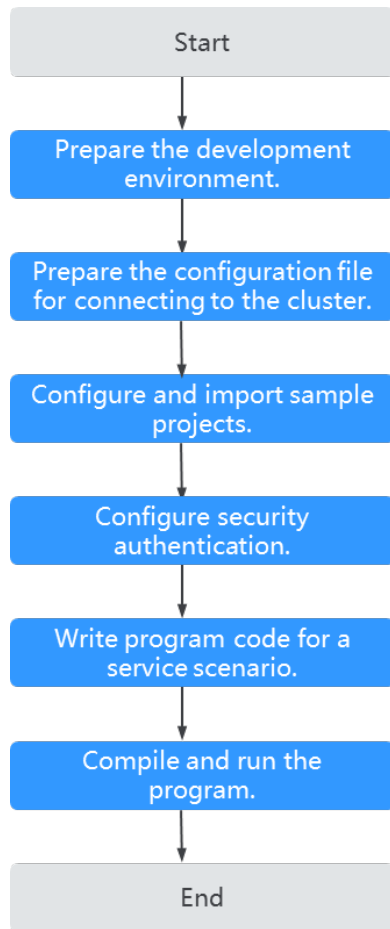 Start
Prepare the development
environment.
Prepare the configuration file
for connecting to the cluster.
Configure and import sample
projects.
Configure security
authentication.
Write program code for a
service scenario.
Compile and run the
program.
End